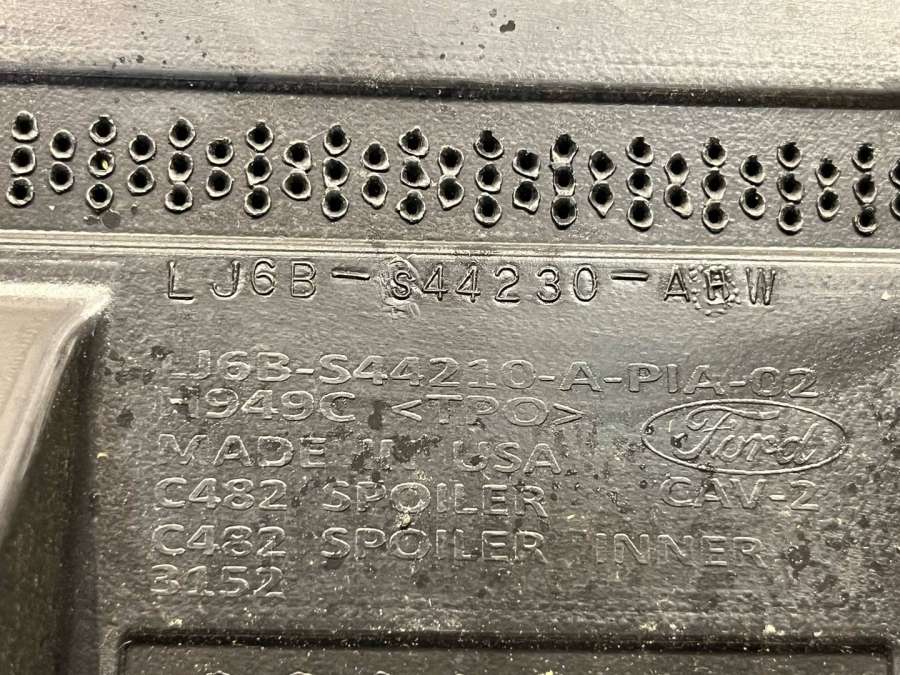 LJ6B-S44230-AHW
LJ6B-S44210-A-PIA-02
H949C <TPO>
MADE IN USA
Ford
C482 SPOILER
CAV-2
C482 SPOILER INNER
3152